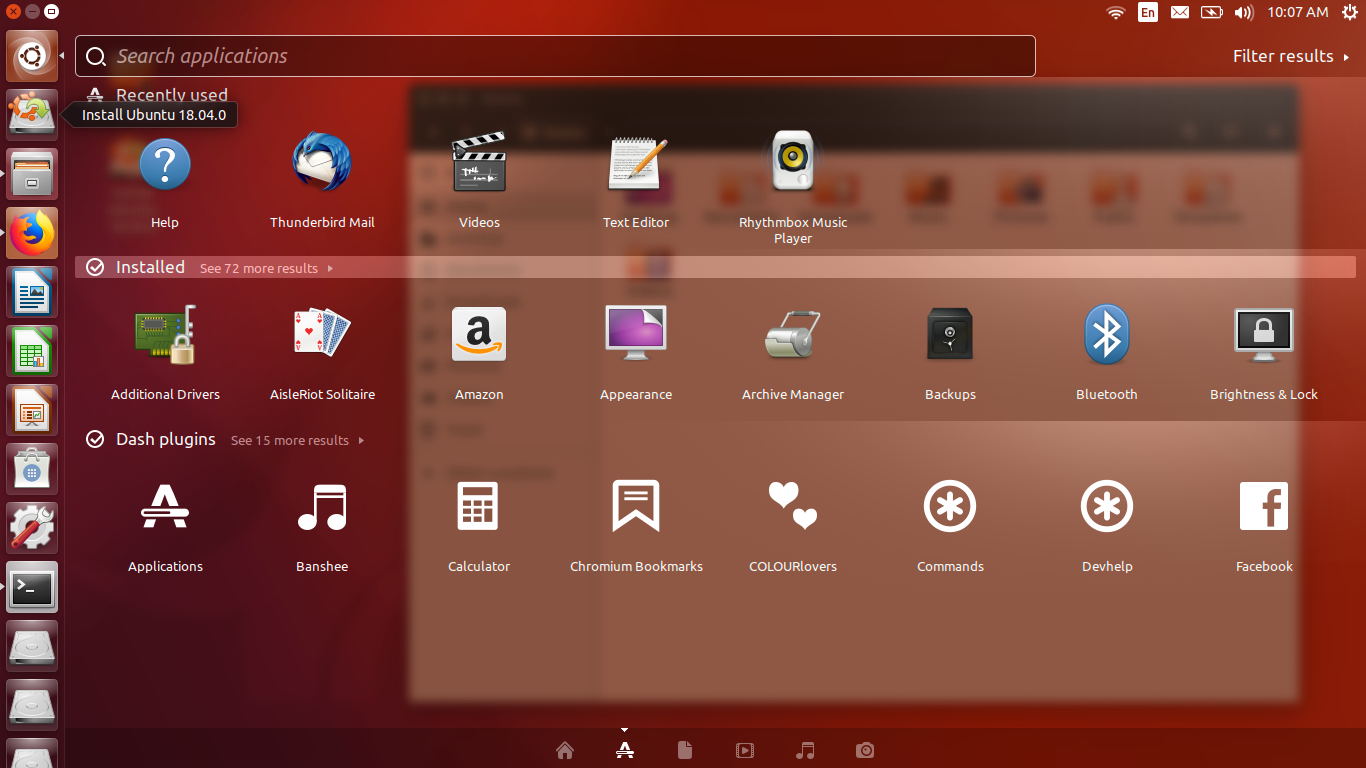 En
10:07 AM
Search applications
Filter results
Recently used
Install Ubuntu 18.04.0
Help
Thunderbird Mail
Videos
Text Editor
Rhythmbox Music
Player
Installed See 72 more results
Additional Drivers
AisleRiot Solitaire
Amazon
Appearance
Archive Manager
Backups
Bluetooth
Brightness & Lock
Dash plugins See 15 more results
Applications
Banshee
Calculator
Chromium Bookmarks
COLOURlovers
Commands
Devhelp
Facebook